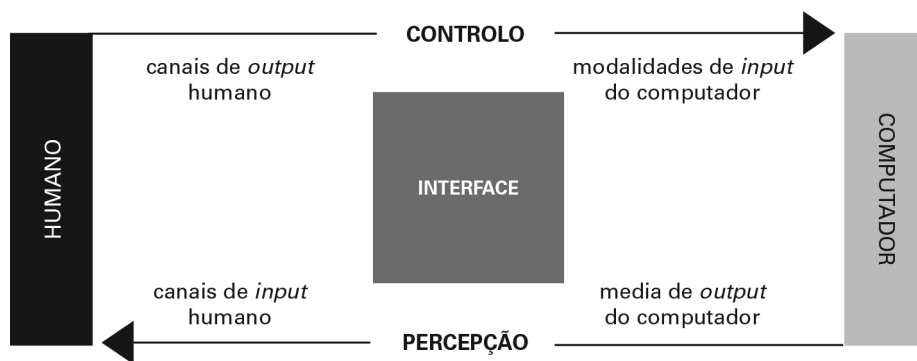 CONTROLO
canais de output
humano
modalidades de input
do computador
HUMANO
INTERFACE
COMPUTADOR
canais de input
humano
media de output
do computador
PERCEPÇÃO